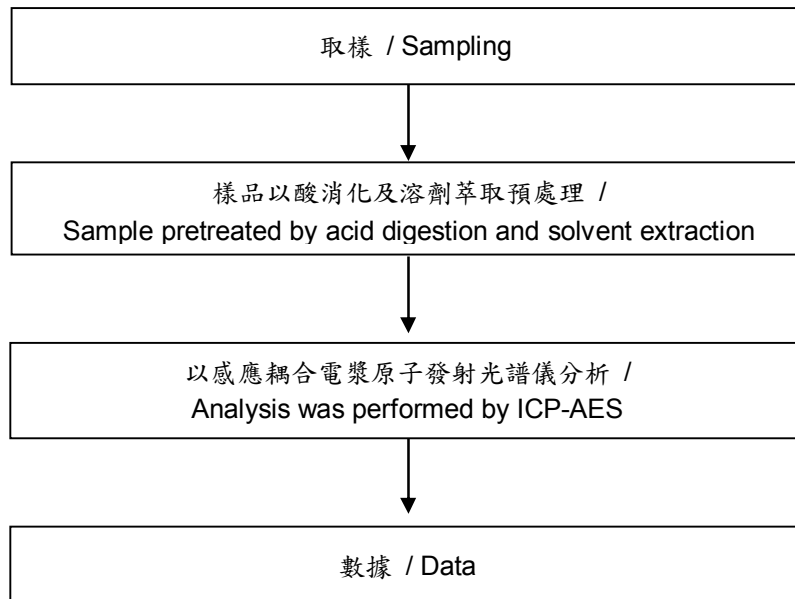 取樣 / Sampling
樣品以酸消化及溶劑萃取預處理 /
Sample pretreated by acid digestion and solvent extraction
以感應耦合電漿原子發射光譜儀分析 /
Analysis was performed by ICP-AES
數據 / Data